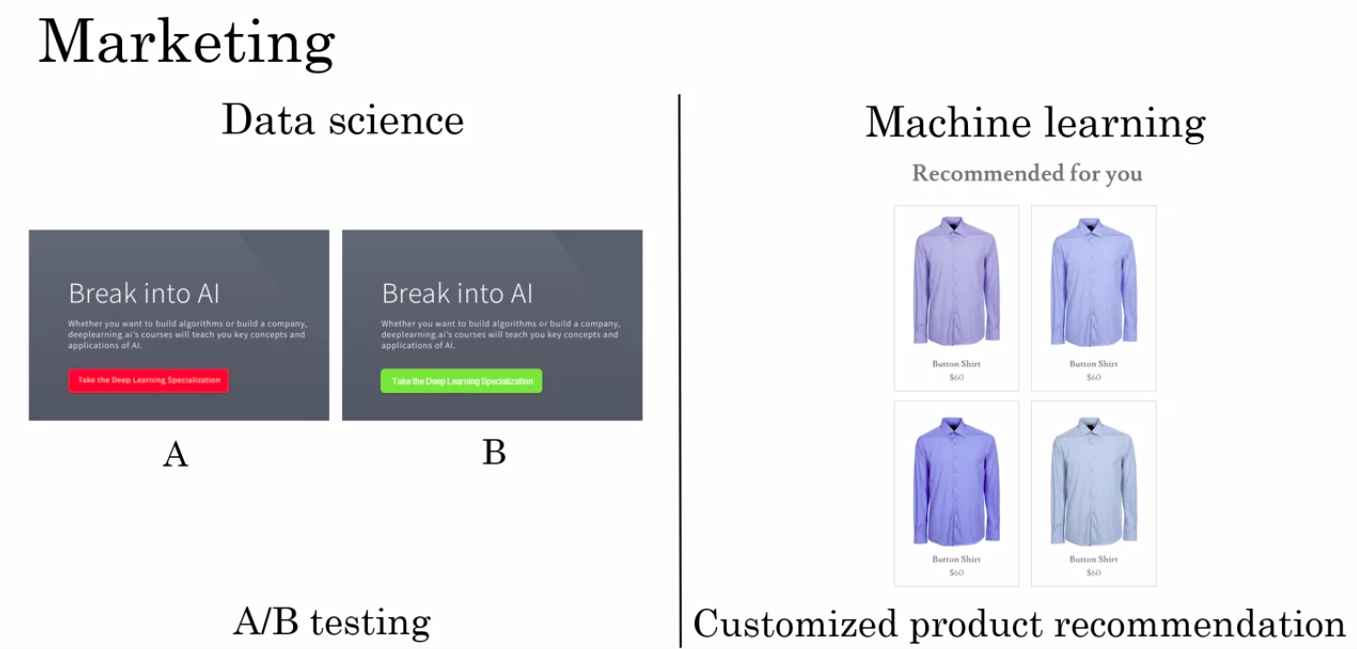 Marketing
Data science
Break into AI
Whether you want to build algorithms or build a company,
deeplearning.ai's courses will teach you key concepts and
applications of AI.
Take the Deep Learning Specialization
A
Break into AI
Whether you want to build algorithms or build a company,
deeplearning.ai's courses will teach you key concepts and
applications of AI.
Take the Deep Learning Specialization
B
A/B testing
Machine learning
Recommended for you
Button Shirt
$60
Button Shirt
$60
Button Shirt
$60
Button Shirt
$60
Customized product recommendation